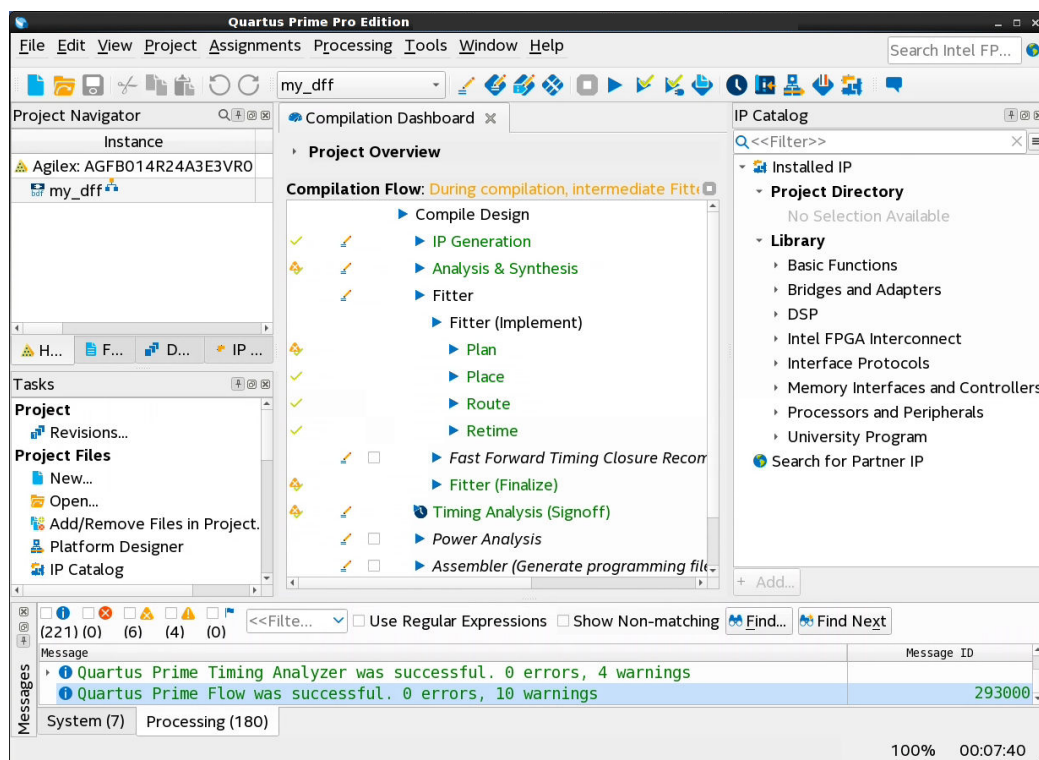 Quartus Prime Pro Edition
File Edit View Project Assignments Processing Tools Window Help
Search Intel FP...
my_dff
Project Navigator
Instance
Agilex: AGFB014R24A3E3VR0
my_dff
H... F... D... IP ...
Tasks
Project
Revisions...
Project Files
New...
Open...
Add/Remove Files in Project.
Platform Designer
IP Catalog
Compilation Dashboard
Project Overview
Compilation Flow: During compilation, intermediate Fitt
Compile Design
IP Generation
Analysis & Synthesis
Fitter
Fitter (Implement)
Plan
Place
Route
Retime
Fast Forward Timing Closure Recom
Fitter (Finalize)
Timing Analysis (Signoff)
Power Analysis
Assembler (Generate programming file
IP Catalog
<<Filter>>
Installed IP
Project Directory
No Selection Available
Library
Basic Functions
Bridges and Adapters
DSP
Intel FPGA Interconnect
Interface Protocols
Memory Interfaces and Controllers
Processors and Peripherals
University Program
Search for Partner IP
+ Add...
(221) (0) (6) (4) (0)
<<Filte... Use Regular Expressions Show Non-matching Find... Find Next
Message Message ID
Quartus Prime Timing Analyzer was successful. 0 errors, 4 warnings
Quartus Prime Flow was successful. 0 errors, 10 warnings 293000
Messages
System (7) Processing (180)
100% 00:07:40